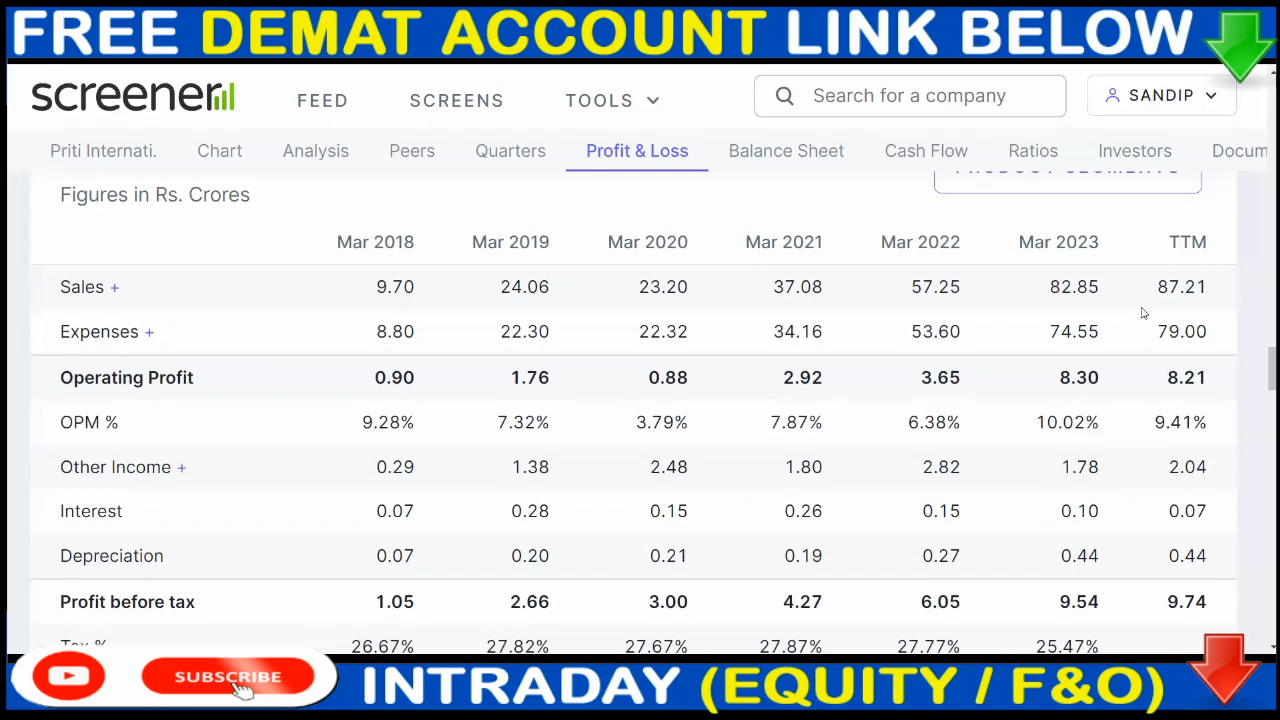 FREE DEMAT ACCOUNT LINK BELOW
screener FEED SCREENS TOOLS Search for a company SANDIP
Priti Internati. Chart Analysis Peers Quarters Profit & Loss Balance Sheet Cash Flow Ratios Investors Docum
PRODUCT SEGMENTS
Figures in Rs. Crores
Mar 2018 Mar 2019 Mar 2020 Mar 2021 Mar 2022 Mar 2023 TTM
Sales + 9.70 24.06 23.20 37.08 57.25 82.85 87.21
Expenses + 8.80 22.30 22.32 34.16 53.60 74.55 79.00
Operating Profit 0.90 1.76 0.88 2.92 3.65 8.30 8.21
OPM % 9.28% 7.32% 3.79% 7.87% 6.38% 10.02% 9.41%
Other Income + 0.29 1.38 2.48 1.80 2.82 1.78 2.04
Interest 0.07 0.28 0.15 0.26 0.15 0.10 0.07
Depreciation 0.07 0.20 0.21 0.19 0.27 0.44 0.44
Profit before tax 1.05 2.66 3.00 4.27 6.05 9.54 9.74
Tax % 26.67% 27.82% 27.67% 27.87% 27.77% 25.47%
SUBSCRIBE INTRADAY (EQUITY / F&O)